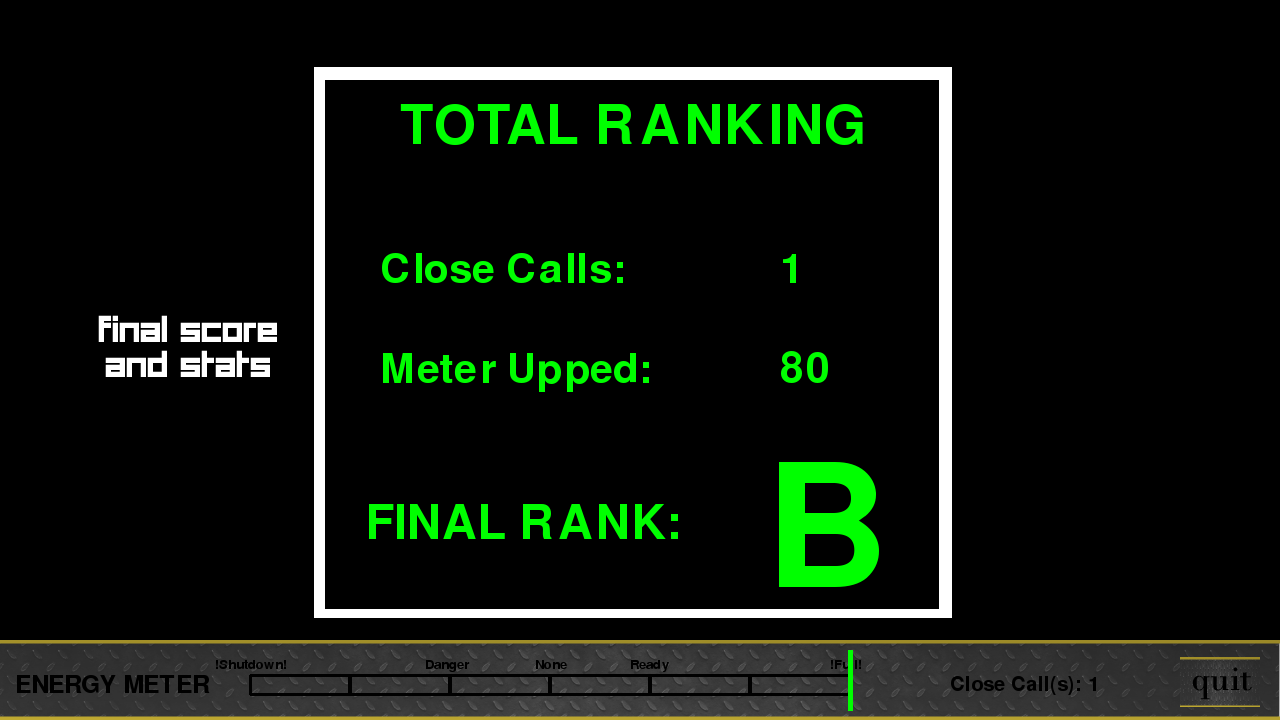 TOTAL RANKING
Close Calls: 1
Meter Upped: 80
final score
and stats
FINAL RANK: B
!Shutdown! Danger None Ready !Full!
ENERGY METER
Close Call(s): 1
quit